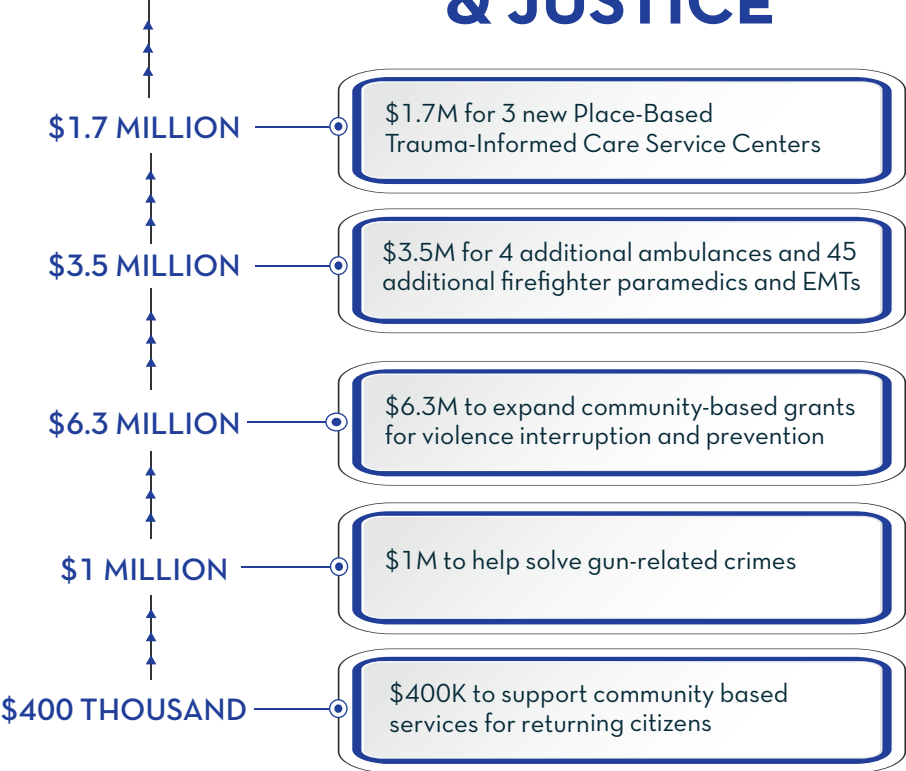 & JUSTICE
$1.7 MILLION
$1.7M for 3 new Place-Based
Trauma-Informed Care Service Centers
$3.5 MILLION
$3.5M for 4 additional ambulances and 45
additional firefighter paramedics and EMTs
$6.3 MILLION
$6.3M to expand community-based grants
for violence interruption and prevention
$1 MILLION
$1M to help solve gun-related crimes
$400 THOUSAND
$400K to support community based
services for returning citizens